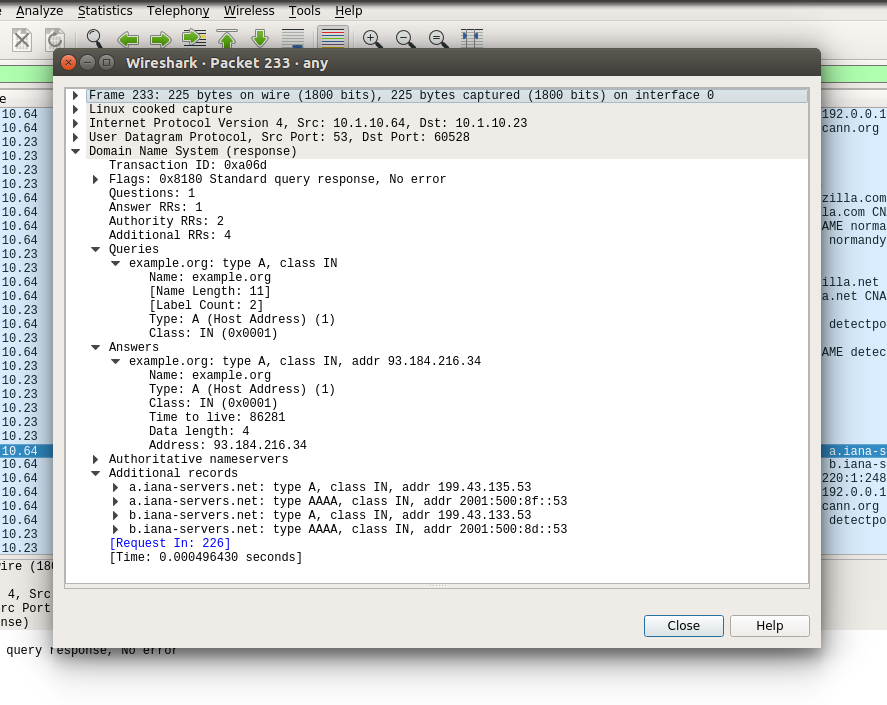 Analyze Statistics Telephony Wireless Tools Help
Wireshark · Packet 233 · any
Frame 233: 225 bytes on wire (1800 bits), 225 bytes captured (1800 bits) on interface 0
Linux cooked capture
Internet Protocol Version 4, Src: 10.1.10.64, Dst: 10.1.10.23
User Datagram Protocol, Src Port: 53, Dst Port: 60528
Domain Name System (response)
Transaction ID: 0xa06d
Flags: 0x8180 Standard query response, No error
Questions: 1
Answer RRs: 1
Authority RRs: 2
Additional RRs: 4
Queries
example.org: type A, class IN
Name: example.org
[Name Length: 11]
[Label Count: 2]
Type: A (Host Address) (1)
Class: IN (0x0001)
Answers
example.org: type A, class IN, addr 93.184.216.34
Name: example.org
Type: A (Host Address) (1)
Class: IN (0x0001)
Time to live: 86281
Data length: 4
Address: 93.184.216.34
Authoritative nameservers
Additional records
a.iana-servers.net: type A, class IN, addr 199.43.135.53
a.iana-servers.net: type AAAA, class IN, addr 2001:500:8f::53
b.iana-servers.net: type A, class IN, addr 199.43.133.53
b.iana-servers.net: type AAAA, class IN, addr 2001:500:8d::53
[Request In: 226]
[Time: 0.000496430 seconds]
Close Help
e
10.64
10.64
10.23
10.23
10.23
10.23
10.64
10.64
10.64
10.64
10.23
10.23
10.64
10.64
10.23
10.64
10.23
10.64
10.23
10.23
10.23
10.23
10.23
10.23
10.64
10.64
10.64
10.64
10.64
10.64
10.23
10.23
192.0.0.1
cann.org
zilla.com
la.com CN
AME norma
normandy
illa.net
a.net CNA
detectpo
AME detec
a.iana-s
b.iana-s
220:1:248
192.0.0.1
cann.org
detectpo
wire (180
4, Src
rc Port
nse)
query response, No error